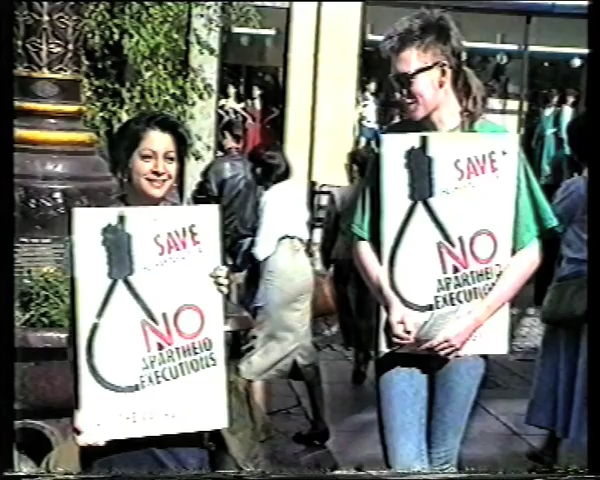 SAVE
NO
APARTHEID
EXECUTIONS
SAVE
NO
APARTHEID
EXECUTIONS